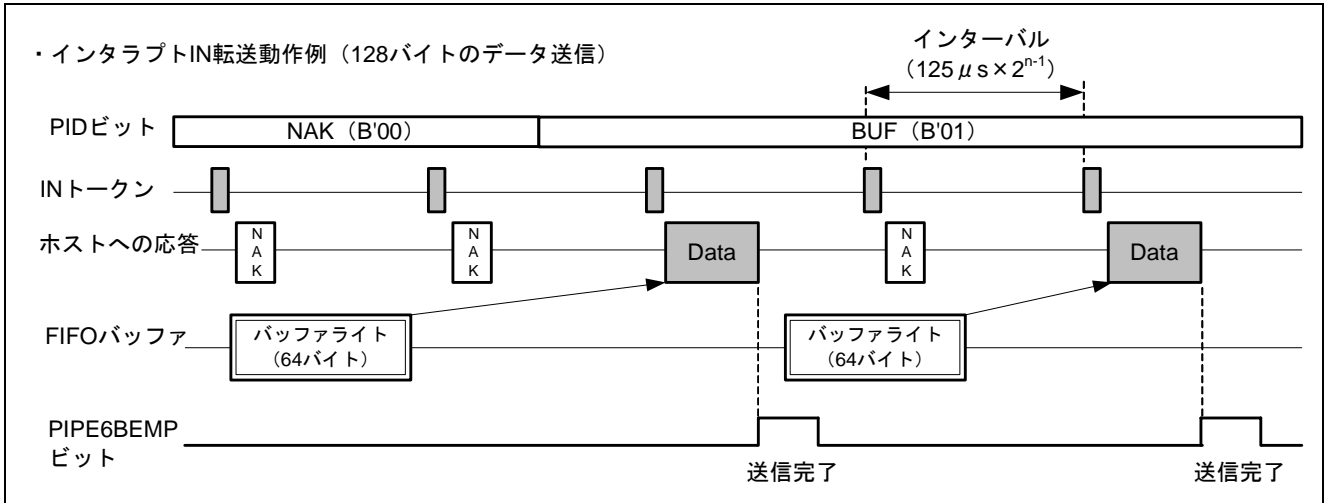 ・インタラプトIN転送動作例（128バイトのデータ送信）
インターバル
（125μs×2ⁿ⁻¹）
PIDビット
NAK（B'00）
BUF（B'01）
INトークン
ホストへの応答
NAK
NAK
Data
NAK
Data
FIFOバッファ
バッファライト
（64バイト）
バッファライト
（64バイト）
PIPE6BEMP
ビット
送信完了
送信完了